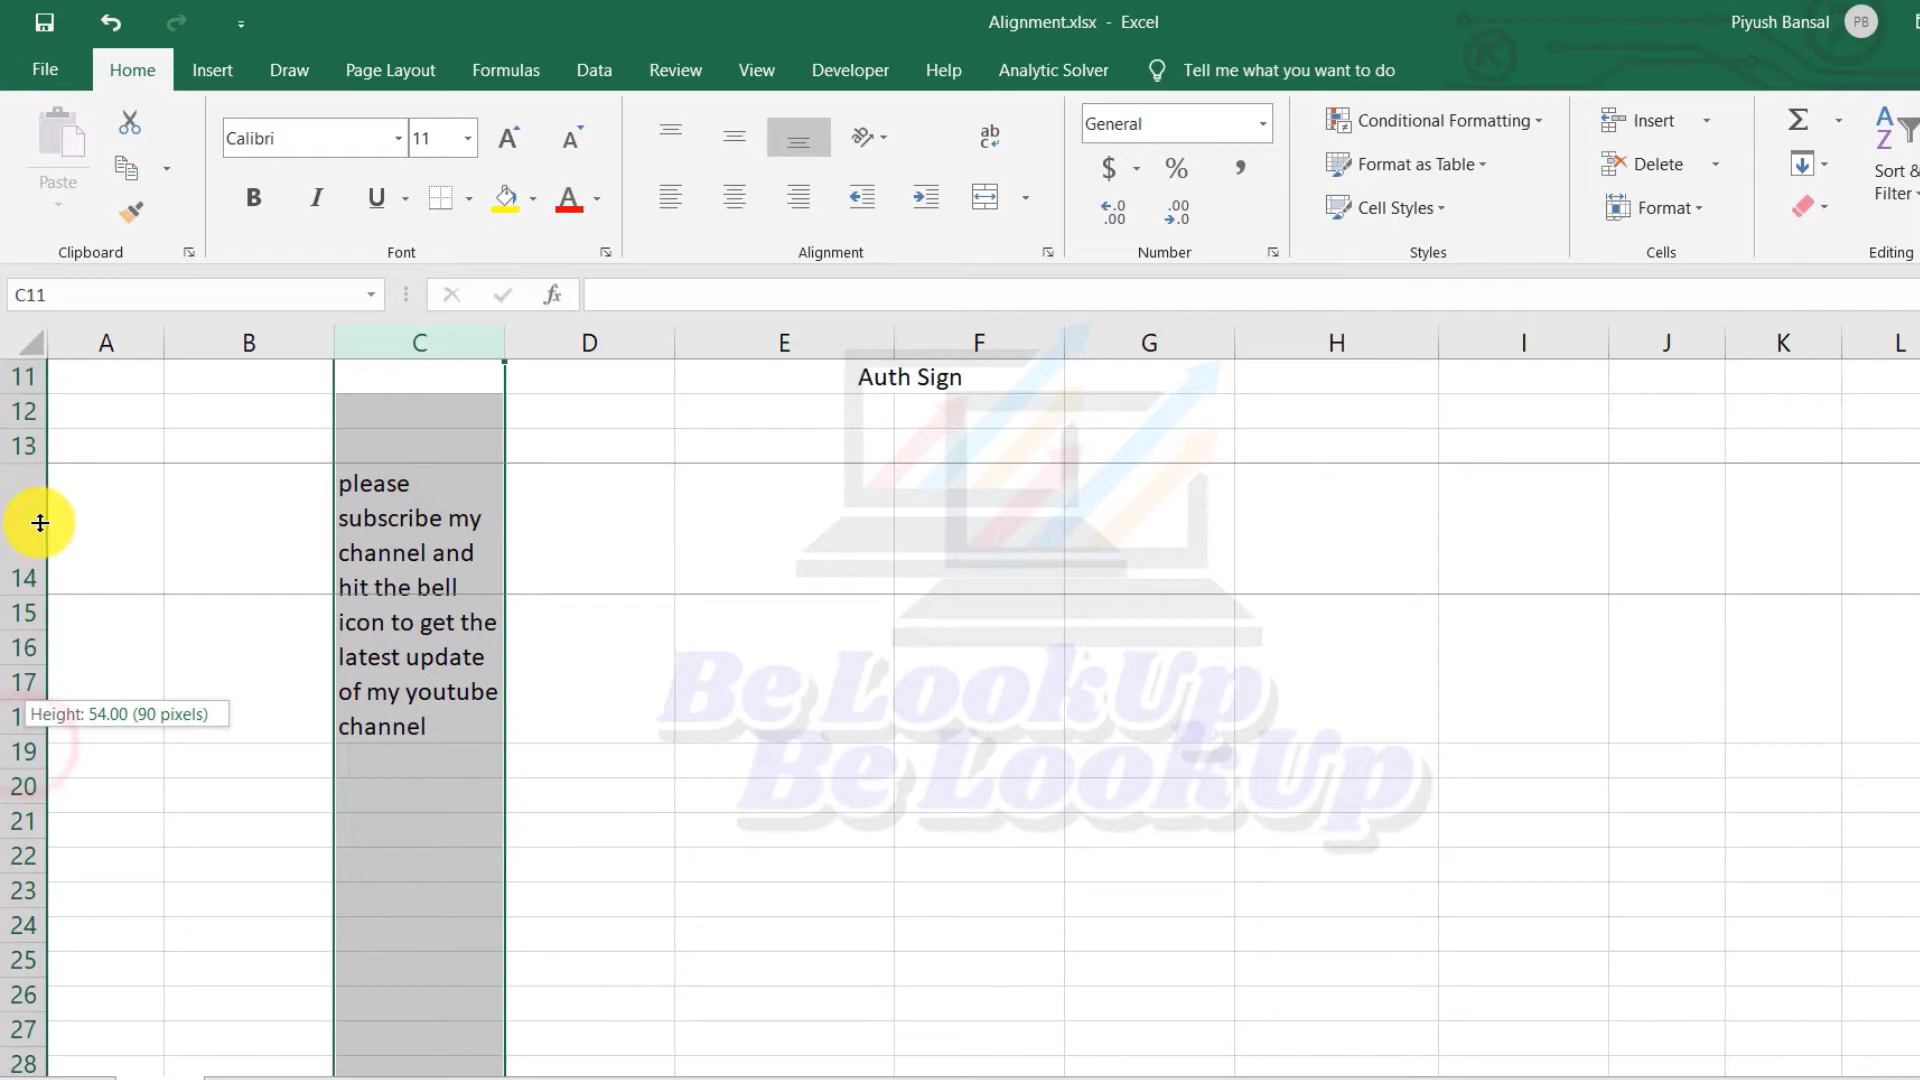 Alignment.xlsx - Excel
Piyush Bansal PB
File Home Insert Draw Page Layout Formulas Data Review View Developer Help Analytic Solver Tell me what you want to do
Paste
Calibri 11
B I U A
ab
General
$ % ,
Conditional Formatting
Format as Table
Cell Styles
Insert
Delete
Format
Σ
Sort &
Filter
Clipboard Font Alignment Number Styles Cells Editing
C11 fx
A B C D E F G H I J K L
11 Auth Sign
12
13
please
subscribe my
channel and
14 hit the bell
15 icon to get the
16 latest update
17 of my youtube
Height: 54.00 (90 pixels)
channel
19
20
21
22
23
24
25
26
27
28
Be LookUp
Be LookUp